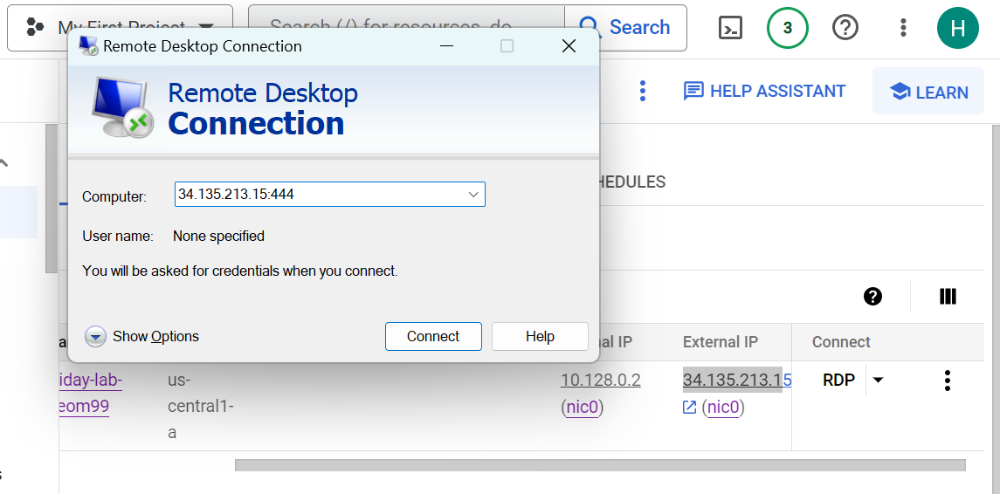 My First Project
Search (/) for resources, do
Search
3
H
Remote Desktop Connection
Remote Desktop
Connection
HELP ASSISTANT
LEARN
HEDULES
Computer:
34.135.213.15:444
User name:
None specified
You will be asked for credentials when you connect.
Show Options
Connect
Help
al IP
External IP
Connect
iday-lab-
eom99
us-
central1-
a
10.128.0.2
(nic0)
34.135.213.15
(nic0)
RDP